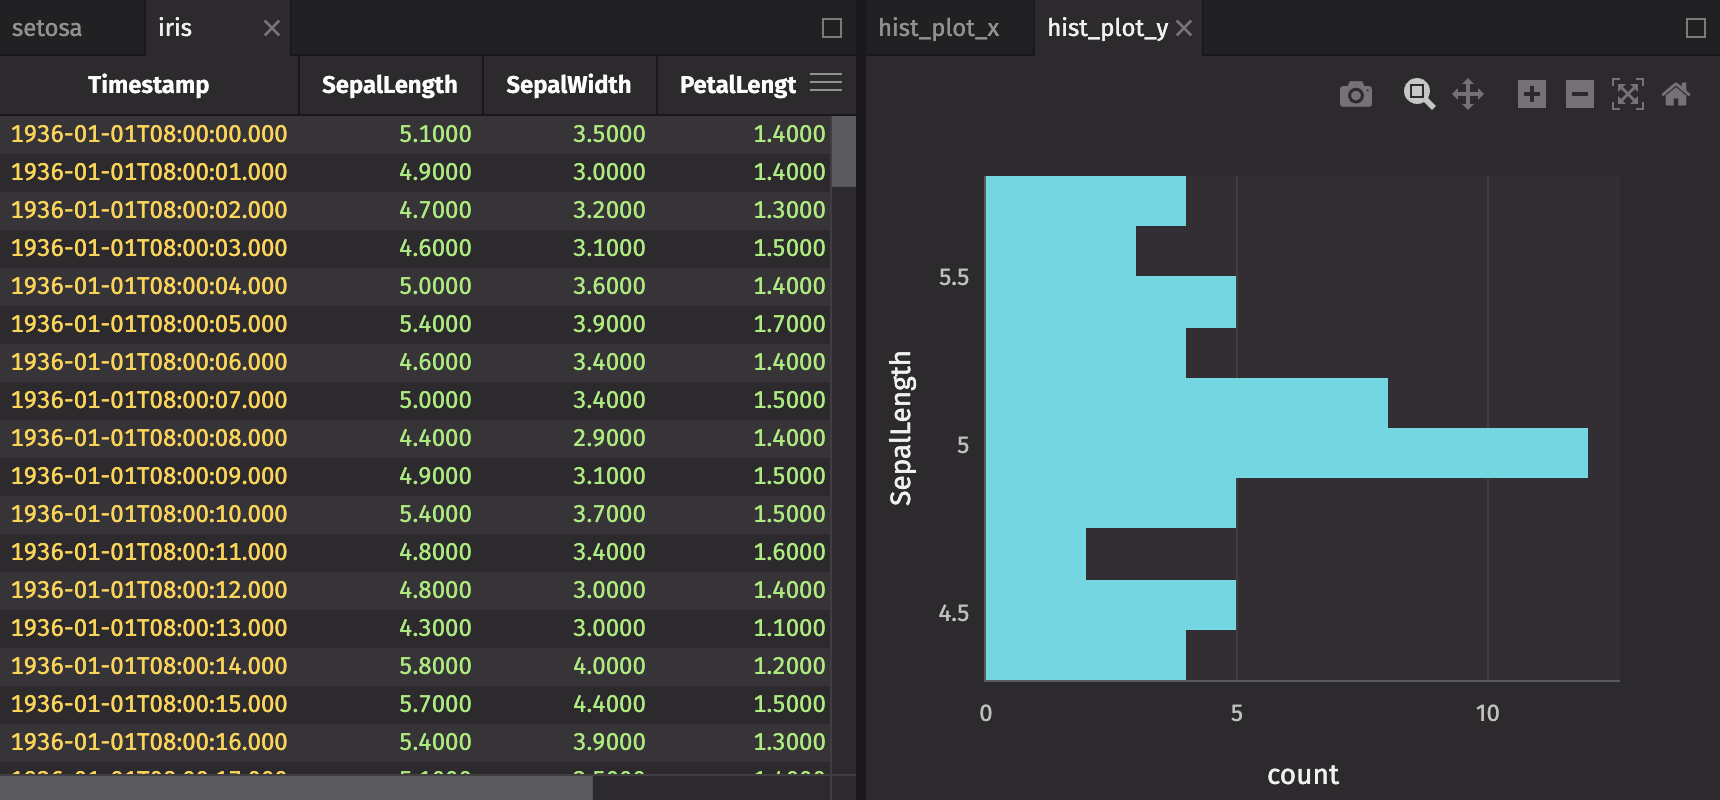 setosa iris
Timestamp SepalLength SepalWidth PetalLengt
1936-01-01T08:00:00.000 5.1000 3.5000 1.4000
1936-01-01T08:00:01.000 4.9000 3.0000 1.4000
1936-01-01T08:00:02.000 4.7000 3.2000 1.3000
1936-01-01T08:00:03.000 4.6000 3.1000 1.5000
1936-01-01T08:00:04.000 5.0000 3.6000 1.4000
1936-01-01T08:00:05.000 5.4000 3.9000 1.7000
1936-01-01T08:00:06.000 4.6000 3.4000 1.4000
1936-01-01T08:00:07.000 5.0000 3.4000 1.5000
1936-01-01T08:00:08.000 4.4000 2.9000 1.4000
1936-01-01T08:00:09.000 4.9000 3.1000 1.5000
1936-01-01T08:00:10.000 5.4000 3.7000 1.5000
1936-01-01T08:00:11.000 4.8000 3.4000 1.6000
1936-01-01T08:00:12.000 4.8000 3.0000 1.4000
1936-01-01T08:00:13.000 4.3000 3.0000 1.1000
1936-01-01T08:00:14.000 5.8000 4.0000 1.2000
1936-01-01T08:00:15.000 5.7000 4.4000 1.5000
1936-01-01T08:00:16.000 5.4000 3.9000 1.3000
hist_plot_x hist_plot_y
SepalLength
5.5
5
4.5
0 5 10
count